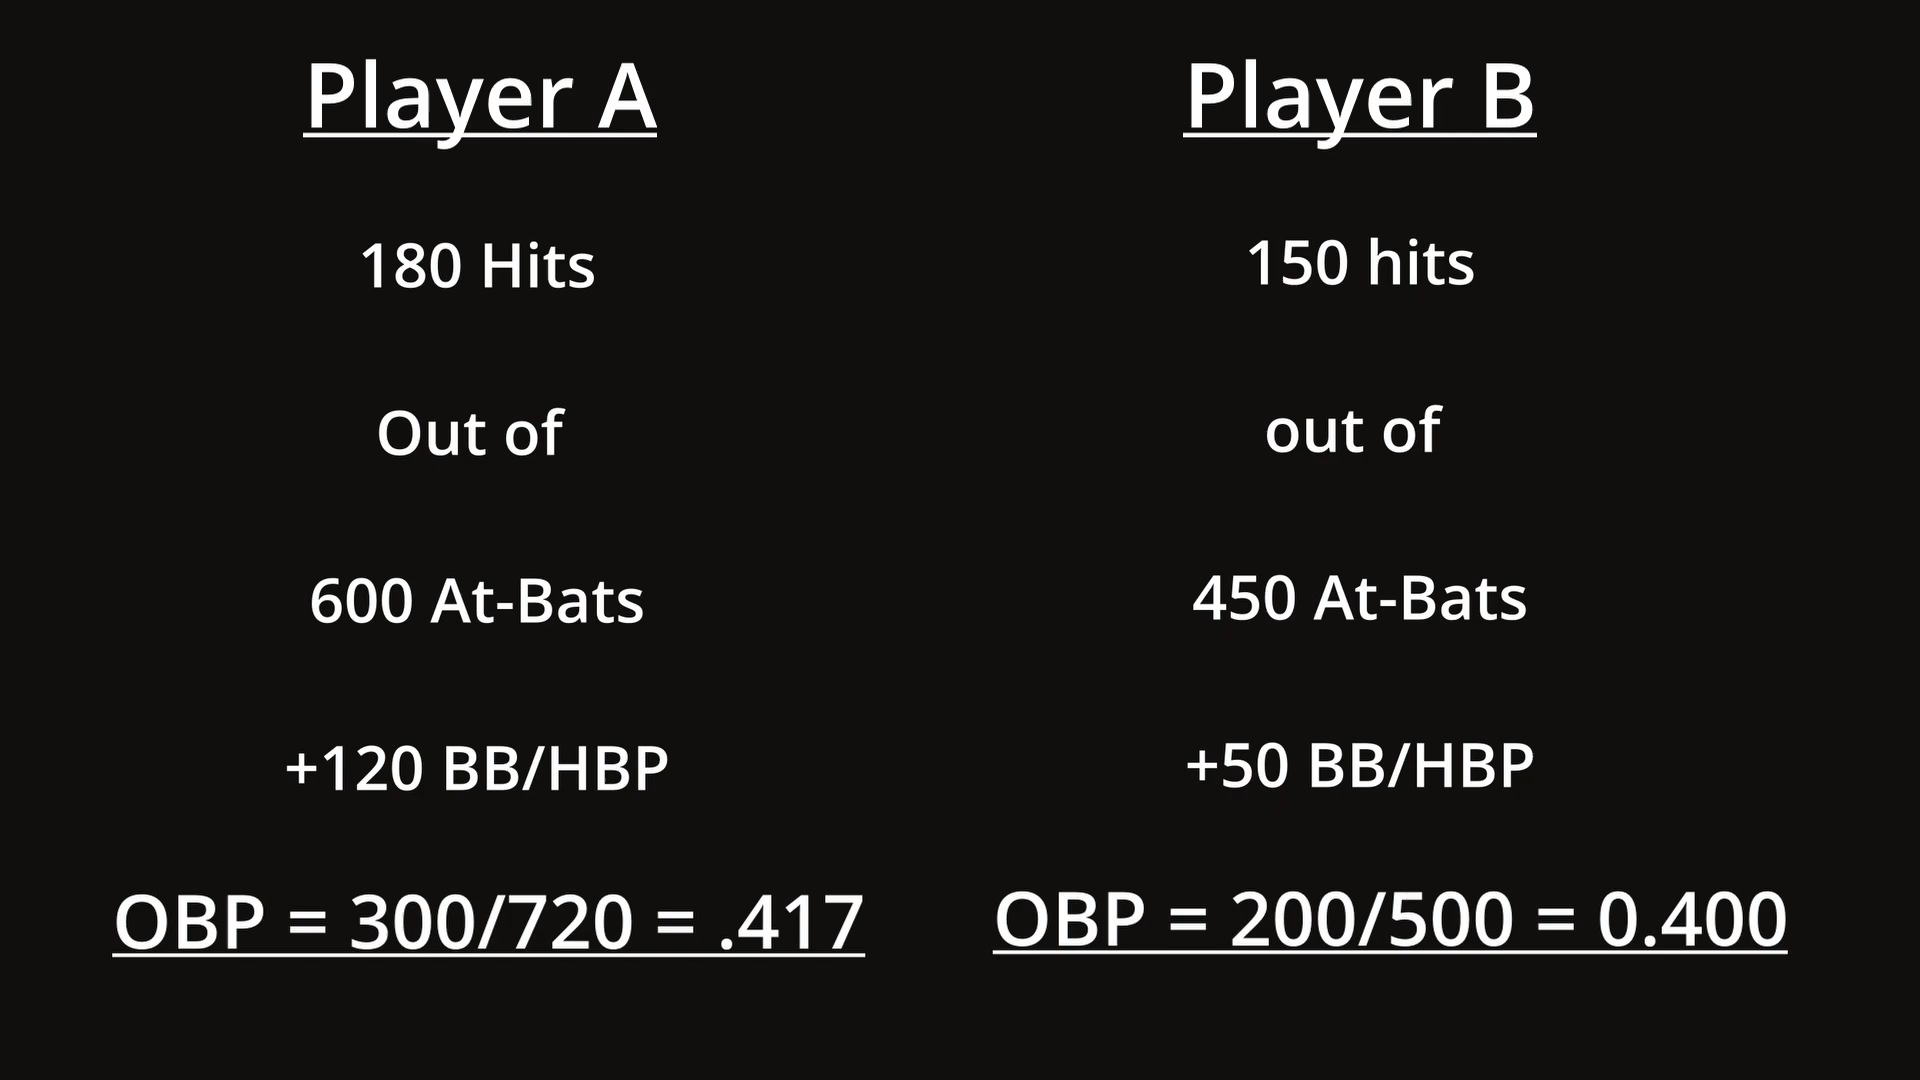 Player A
180 Hits
Out of
600 At-Bats
+120 BB/HBP
OBP = 300/720 = .417
Player B
150 hits
out of
450 At-Bats
+50 BB/HBP
OBP = 200/500 = 0.400